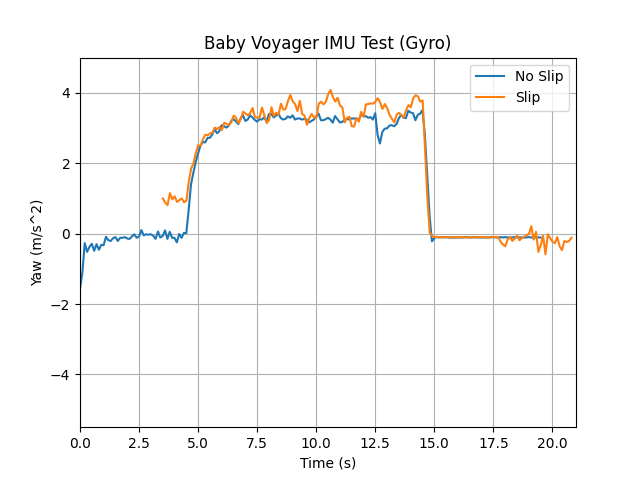 Baby Voyager IMU Test (Gyro)
No Slip
Slip
Yaw (m/s^2)
4
2
0
−2
−4
0.0 2.5 5.0 7.5 10.0 12.5 15.0 17.5 20.0
Time (s)